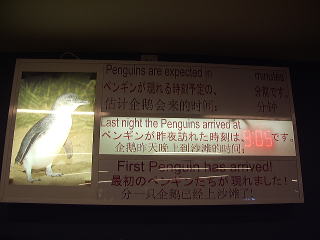 Penguins are expected in minutes
ペンギンが現れる時刻予定の、 分前です。
估计企鹅会来的时间: 分钟
Last night the Penguins arrived at
ペンギンが昨夜訪れた時刻は 9:05 です。
企鹅昨天晚上到沙滩的时间:
First Penguin has arrived!
最初のペンギンたちが現れました!
分一只企鹅已经上沙滩了!